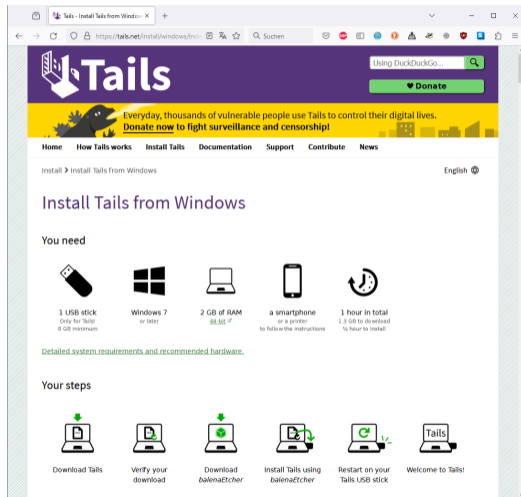 Tails - Install Tails from Window
https://tails.net/install/windows/inde
Suchen
Tails
Using DuckDuckGo...
Donate
Everyday, thousands of vulnerable people use Tails to control their digital lives.
Donate now to fight surveillance and censorship!
Home How Tails works Install Tails Documentation Support Contribute News
Install Install Tails from Windows English
Install Tails from Windows
You need
1 USB stick Windows 7 2 GB of RAM a smartphone 1 hour in total
Only for Tails! or later 64-bit or a printer 1.3 GB to download
8 GB minimum to follow the instructions ½ hour to install
Detailed system requirements and recommended hardware.
Your steps
Tails
Download Tails Verify your Download Install Tails using Restart on your Welcome to Tails!
download balenaEtcher balenaEtcher Tails USB stick